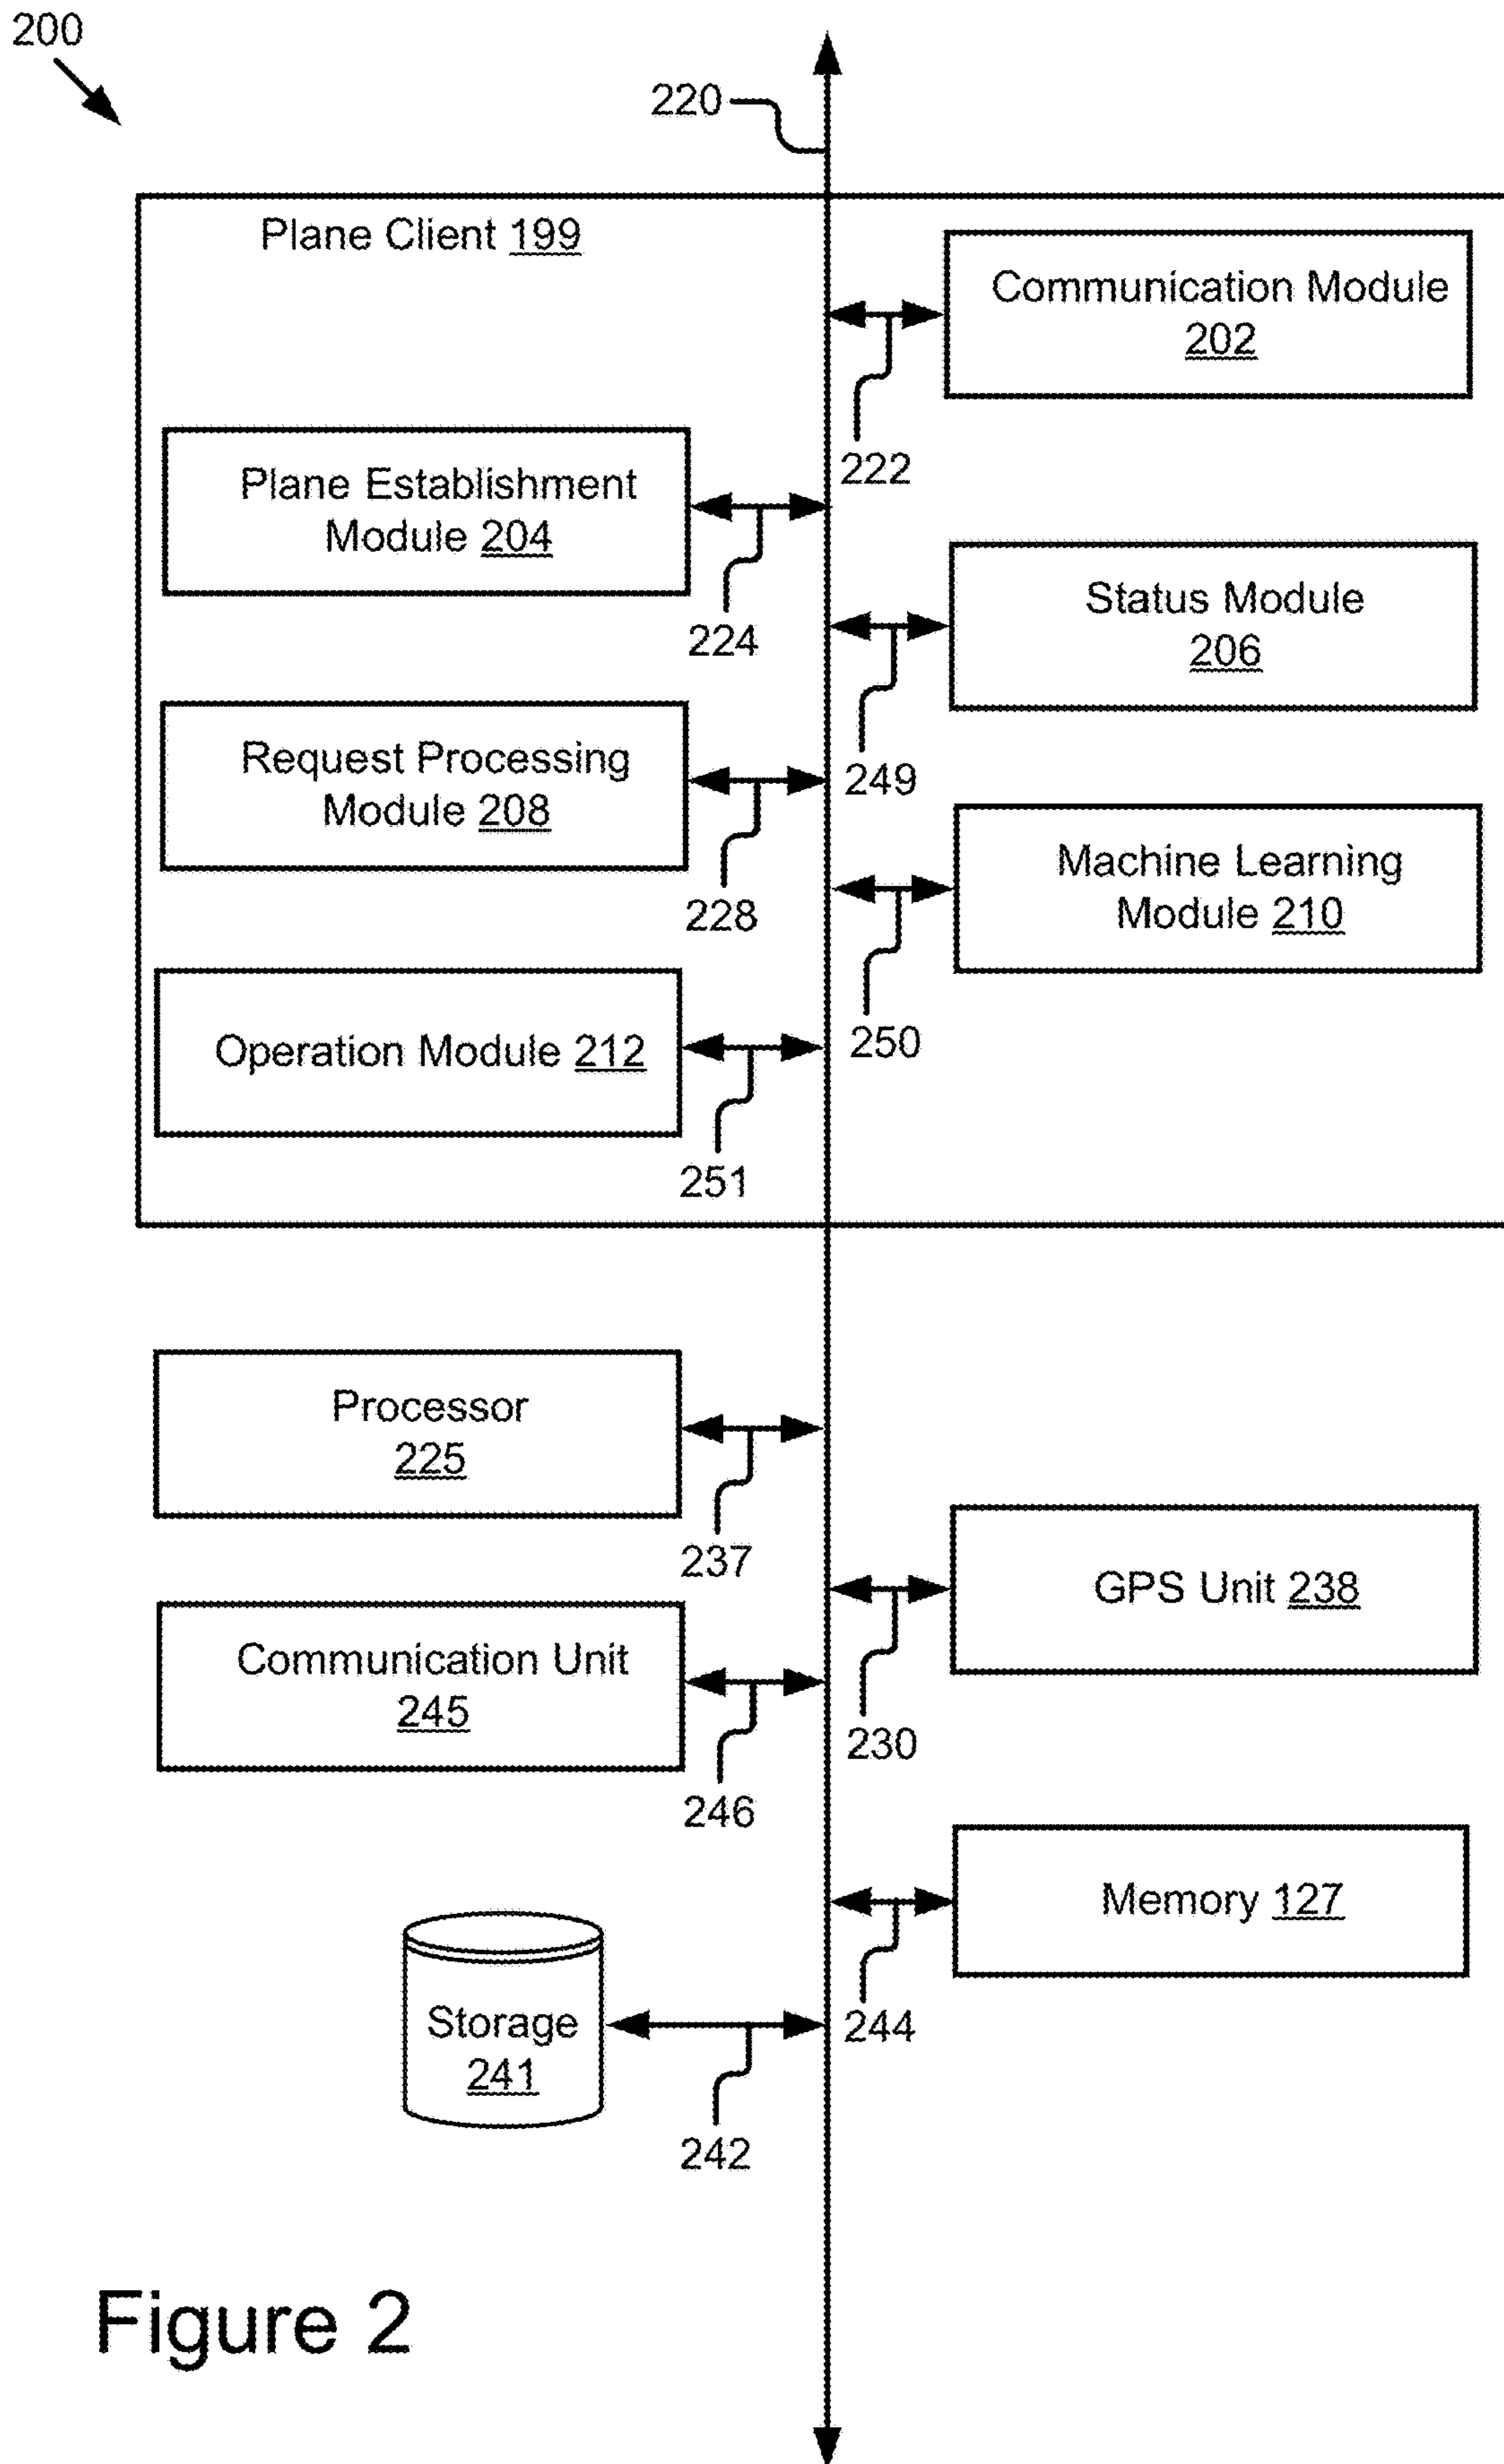 200
220
Plane Client 199
Communication Module
202
222
Plane Establishment
Module 204
224
Status Module
206
249
Request Processing
Module 208
228
Machine Learning
Module 210
250
Operation Module 212
251
Processor
225
237
GPS Unit 238
230
Communication Unit
245
246
Memory 127
244
Storage
241
242
Figure 2